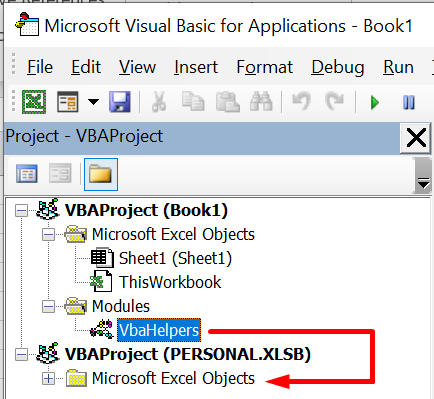 Microsoft Visual Basic for Applications - Book1
File Edit View Insert Format Debug Run
Project - VBAProject
VBAProject (Book1)
Microsoft Excel Objects
Sheet1 (Sheet1)
ThisWorkbook
Modules
VbaHelpers
VBAProject (PERSONAL.XLSB)
Microsoft Excel Objects